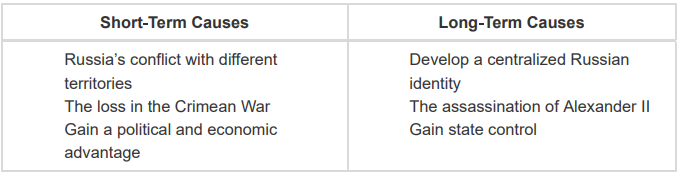 Short-Term Causes
Long-Term Causes
Russia's conflict with different
territories
The loss in the Crimean War
Gain a political and economic
advantage
Develop a centralized Russian
identity
The assassination of Alexander II
Gain state control